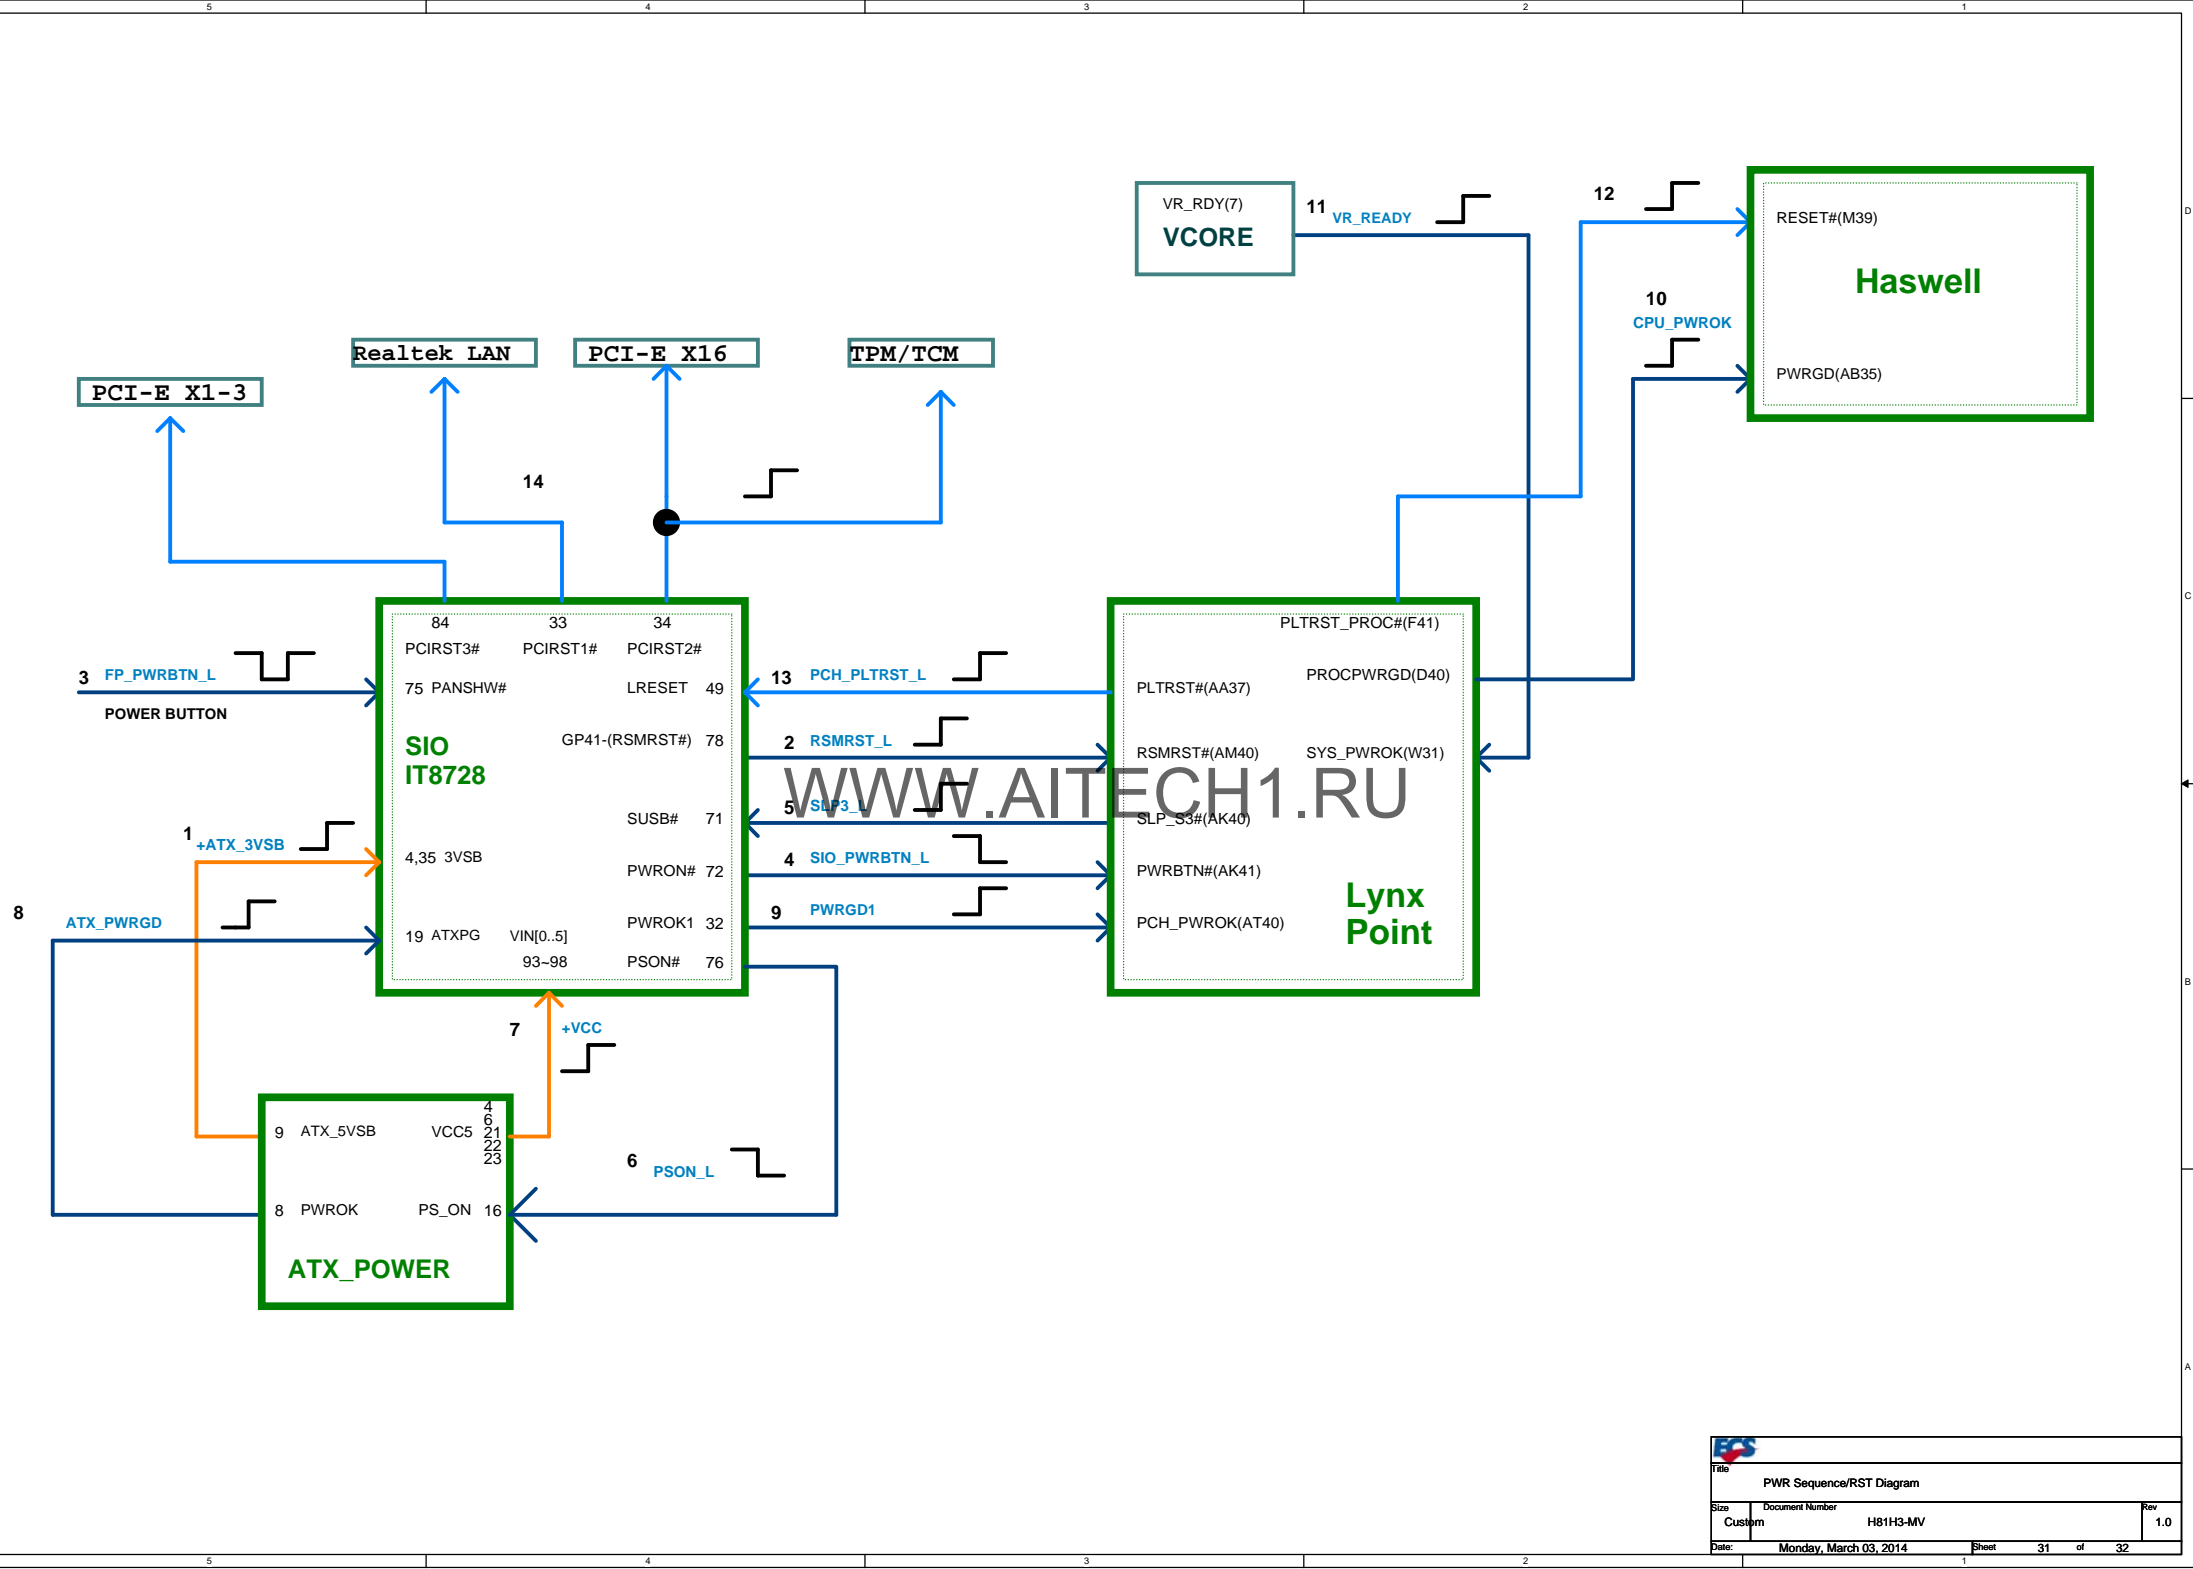 5
4
3
2
1
D
C
B
A
VR_RDY(7)
VCORE
11
VR_READY
12
RESET#(M39)
Haswell
10
CPU_PWROK
PWRGD(AB35)
Realtek LAN
PCI-E X16
TPM/TCM
PCI-E X1-3
14
84
33
34
PCIRST3#
PCIRST1#
PCIRST2#
3
FP_PWRBTN_L
POWER BUTTON
75 PANSHW#
LRESET 49
GP41-(RSMRST#) 78
SIO
IT8728
SUSB# 71
4,35 3VSB
PWRON# 72
PWROK1 32
19 ATXPG
VIN[0..5]
93~98
PSON# 76
13
PCH_PLTRST_L
2
RSMRST_L
5
SLP3_L
4
SIO_PWRBTN_L
9
PWRGD1
WWW.AITECH1.RU
PLTRST_PROC#(F41)
PROCPWRGD(D40)
PLTRST#(AA37)
RSMRST#(AM40)
SYS_PWROK(W31)
SLP_S3#(AK40)
PWRBTN#(AK41)
PCH_PWROK(AT40)
Lynx
Point
1
+ATX_3VSB
8
ATX_PWRGD
7
+VCC
9 ATX_5VSB
VCC5
4
6
21
22
23
8 PWROK
PS_ON 16
ATX_POWER
6
PSON_L
ECS
Title
PWR Sequence/RST Diagram
Size
Document Number
Rev
Custom
H81H3-MV
1.0
Date:
Monday, March 03, 2014
Sheet 31 of 32
5
4
3
2
1